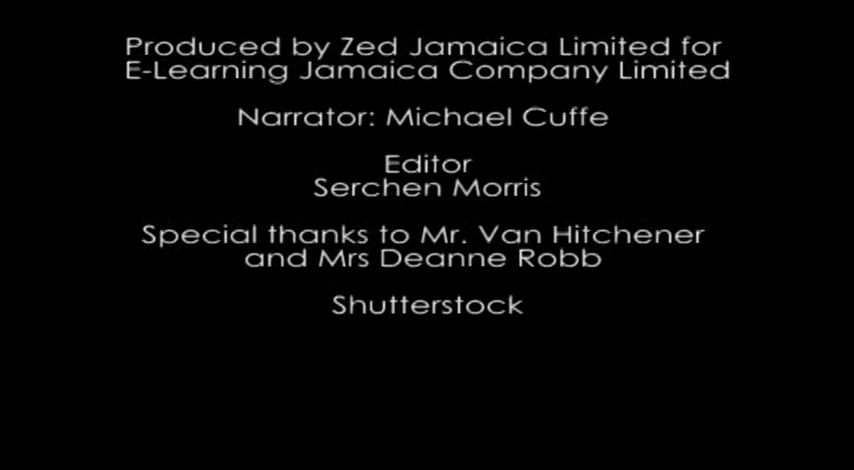 Produced by Zed Jamaica Limited for
E-Learning Jamaica Company Limited
Narrator: Michael Cuffe
Editor
Serchen Morris
Special thanks to Mr. Van Hitchener
and Mrs Deanne Robb
Shutterstock